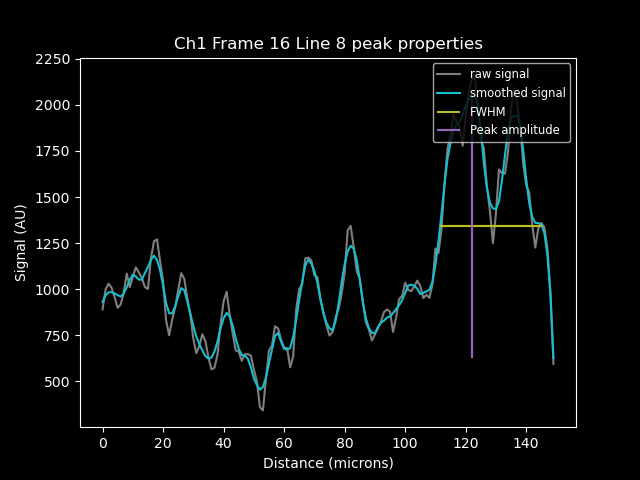 Ch1 Frame 16 Line 8 peak properties
raw signal
smoothed signal
FWHM
Peak amplitude
Signal (AU)
2250
2000
1750
1500
1250
1000
750
500
0 20 40 60 80 100 120 140
Distance (microns)